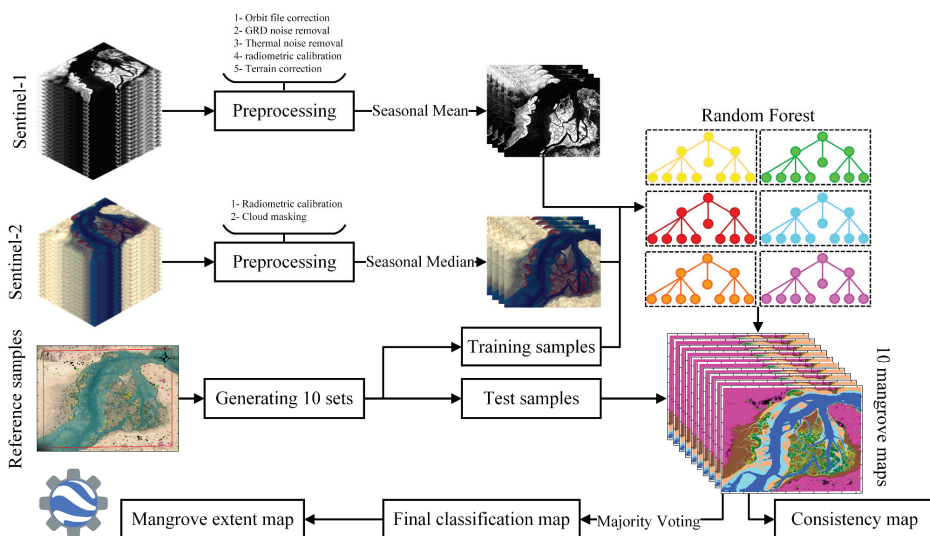 1- Orbit file correction
2- GRD noise removal
3- Thermal noise removal
4- radiometric calibration
5- Terrain correction
Sentinel-1
Preprocessing
Seasonal Mean
Random Forest
1- Radiometric calibration
2- Cloud masking
Sentinel-2
Preprocessing
Seasonal Median
Reference samples
Generating 10 sets
Training samples
Test samples
10 mangrove maps
Mangrove extent map
Final classification map
Majority Voting
Consistency map